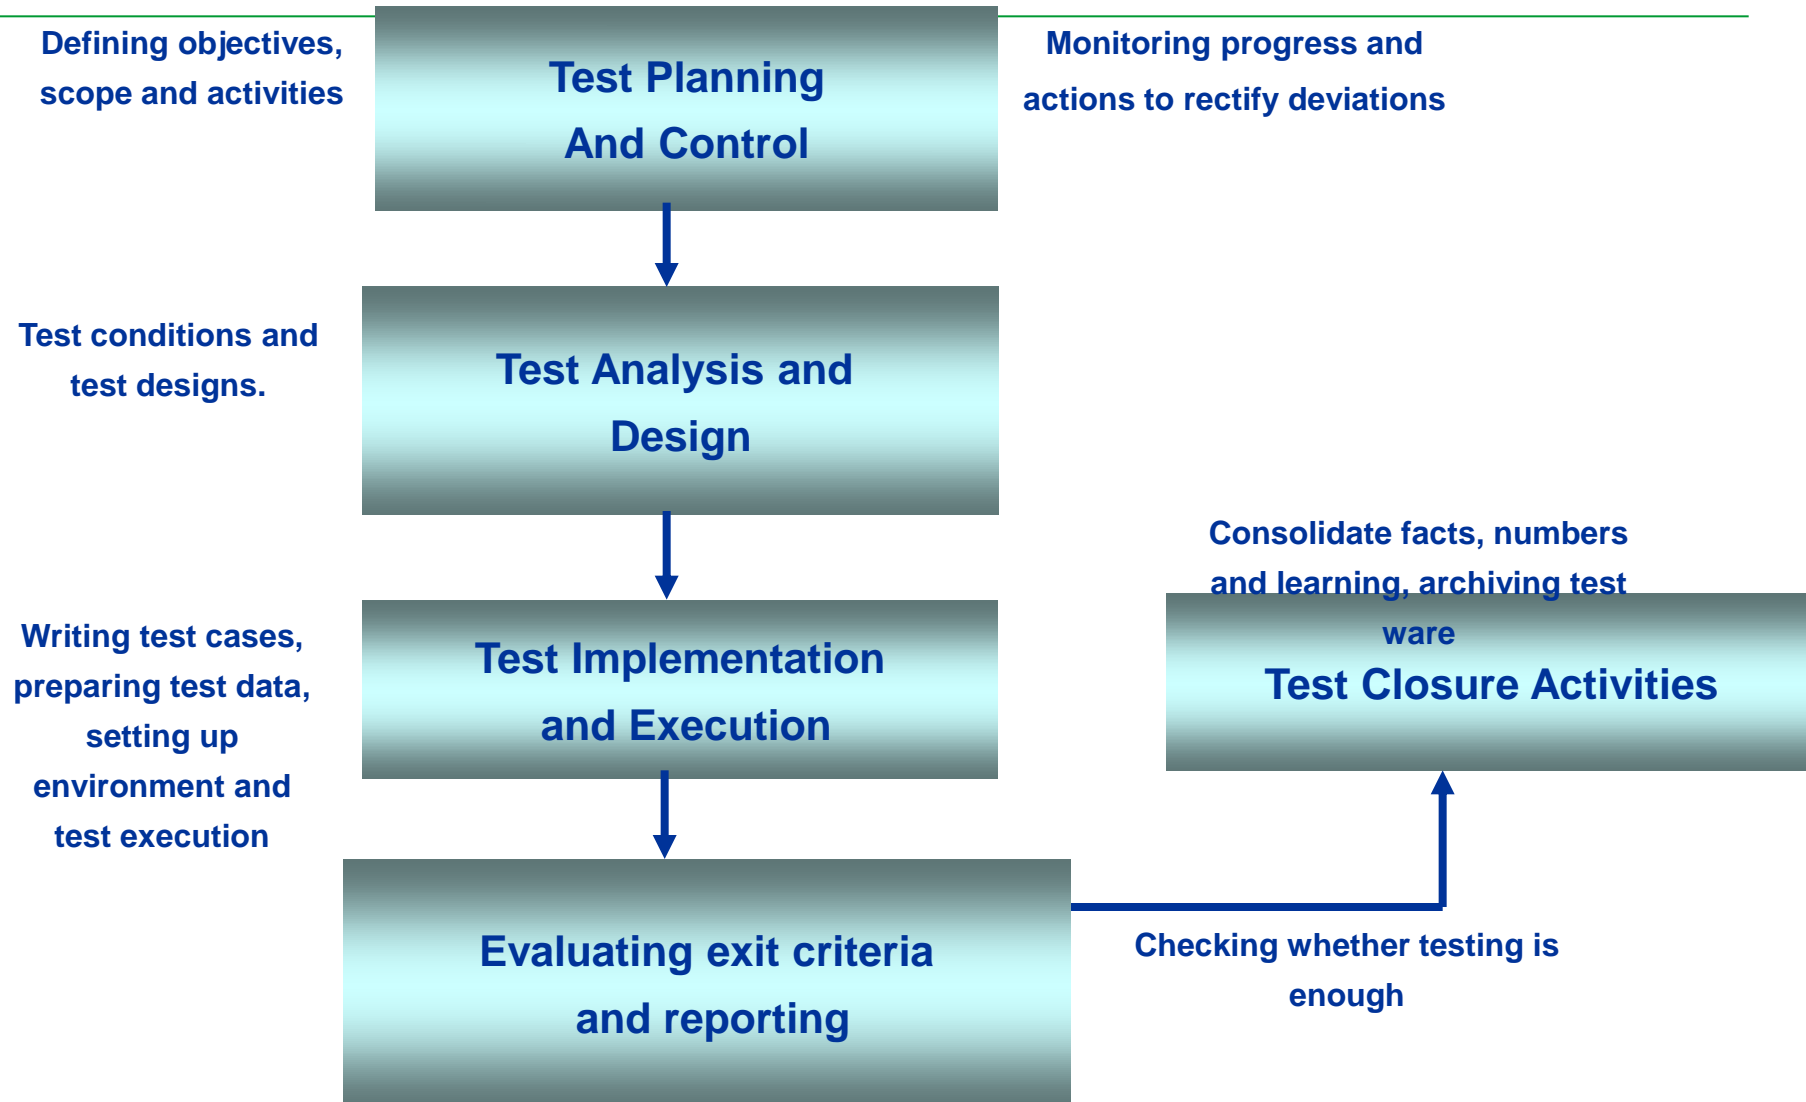 Defining objectives,
scope and activities
Test Planning
And Control
Monitoring progress and
actions to rectify deviations
Test conditions and
test designs.
Test Analysis and
Design
Writing test cases,
preparing test data,
setting up
environment and
test execution
Test Implementation
and Execution
Consolidate facts, numbers
and learning, archiving test
ware
Test Closure Activities
Evaluating exit criteria
and reporting
Checking whether testing is
enough